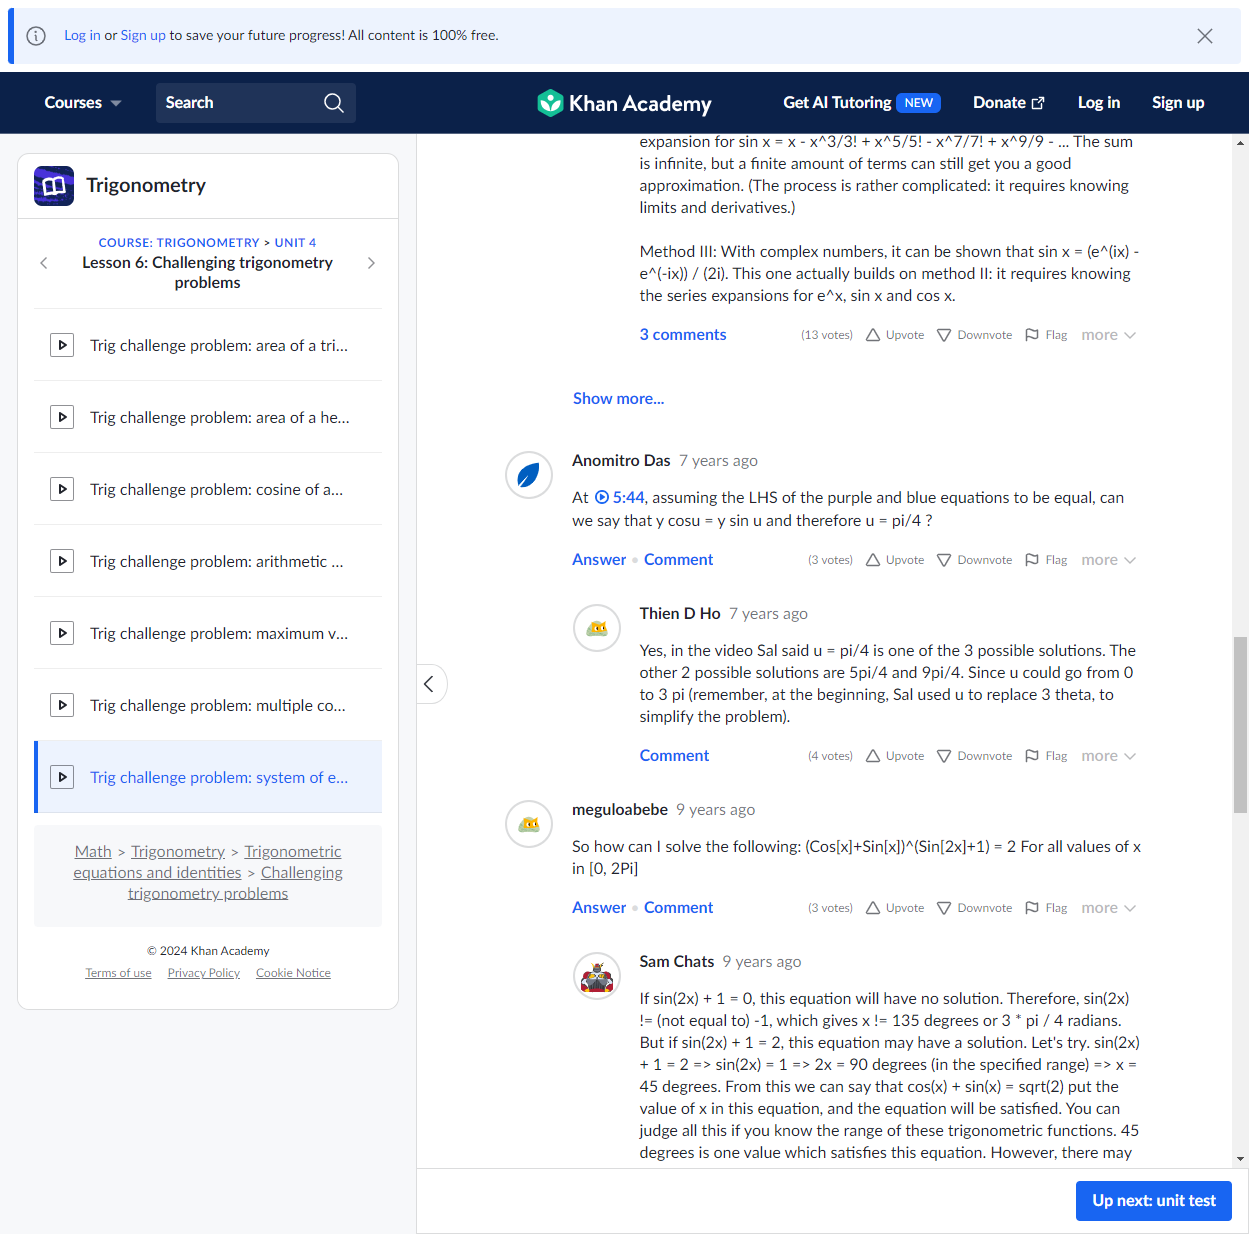 Log in or Sign up to save your future progress! All content is 100% free.
Courses
Search
Khan Academy
Get AI Tutoring NEW
Donate
Log in
Sign up
Trigonometry
COURSE: TRIGONOMETRY > UNIT 4
Lesson 6: Challenging trigonometry
problems
Trig challenge problem: area of a tri...
Trig challenge problem: area of a he...
Trig challenge problem: cosine of a...
Trig challenge problem: arithmetic ...
Trig challenge problem: maximum v...
Trig challenge problem: multiple co...
Trig challenge problem: system of e...
Math > Trigonometry > Trigonometric
equations and identities > Challenging
trigonometry problems
© 2024 Khan Academy
Terms of use Privacy Policy Cookie Notice
expansion for sin x = x - x^3/3! + x^5/5! - x^7/7! + x^9/9 - ... The sum
is infinite, but a finite amount of terms can still get you a good
approximation. (The process is rather complicated: it requires knowing
limits and derivatives.)
Method III: With complex numbers, it can be shown that sin x = (e^(ix) -
e^(-ix)) / (2i). This one actually builds on method II: it requires knowing
the series expansions for e^x, sin x and cos x.
3 comments (13 votes) Upvote Downvote Flag more
Show more...
Anomitro Das 7 years ago
At 5:44, assuming the LHS of the purple and blue equations to be equal, can
we say that y cosu = y sin u and therefore u = pi/4 ?
Answer • Comment (3 votes) Upvote Downvote Flag more
Thien D Ho 7 years ago
Yes, in the video Sal said u = pi/4 is one of the 3 possible solutions. The
other 2 possible solutions are 5pi/4 and 9pi/4. Since u could go from 0
to 3 pi (remember, at the beginning, Sal used u to replace 3 theta, to
simplify the problem).
Comment (4 votes) Upvote Downvote Flag more
meguloabebe 9 years ago
So how can I solve the following: (Cos[x]+Sin[x])^(Sin[2x]+1) = 2 For all values of x
in [0, 2Pi]
Answer • Comment (3 votes) Upvote Downvote Flag more
Sam Chats 9 years ago
If sin(2x) + 1 = 0, this equation will have no solution. Therefore, sin(2x)
!= (not equal to) -1, which gives x != 135 degrees or 3 * pi / 4 radians.
But if sin(2x) + 1 = 2, this equation may have a solution. Let's try. sin(2x)
+ 1 = 2 => sin(2x) = 1 => 2x = 90 degrees (in the specified range) => x =
45 degrees. From this we can say that cos(x) + sin(x) = sqrt(2) put the
value of x in this equation, and the equation will be satisfied. You can
judge all this if you know the range of these trigonometric functions. 45
degrees is one value which satisfies this equation. However, there may
Up next: unit test